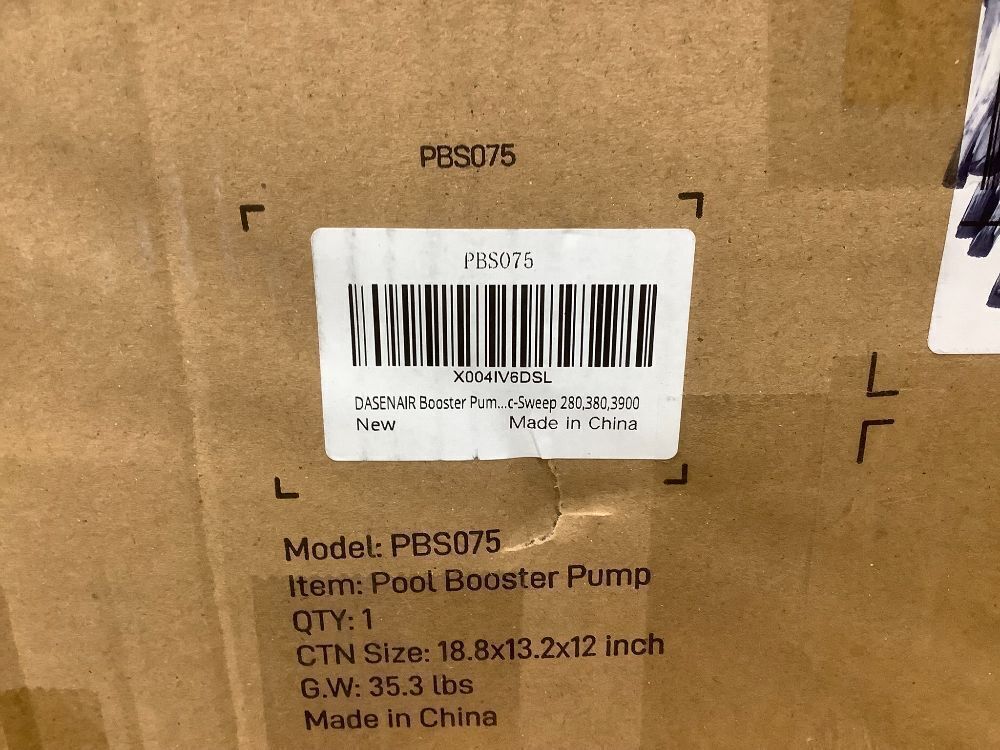 PBS075
PBS075
X004IV6DSL
DASENAIR Booster Pum...c-Sweep 280,380,3900
New Made in China
Model: PBS075
Item: Pool Booster Pump
QTY: 1
CTN Size: 18.8x13.2x12 inch
G.W: 35.3 lbs
Made in China